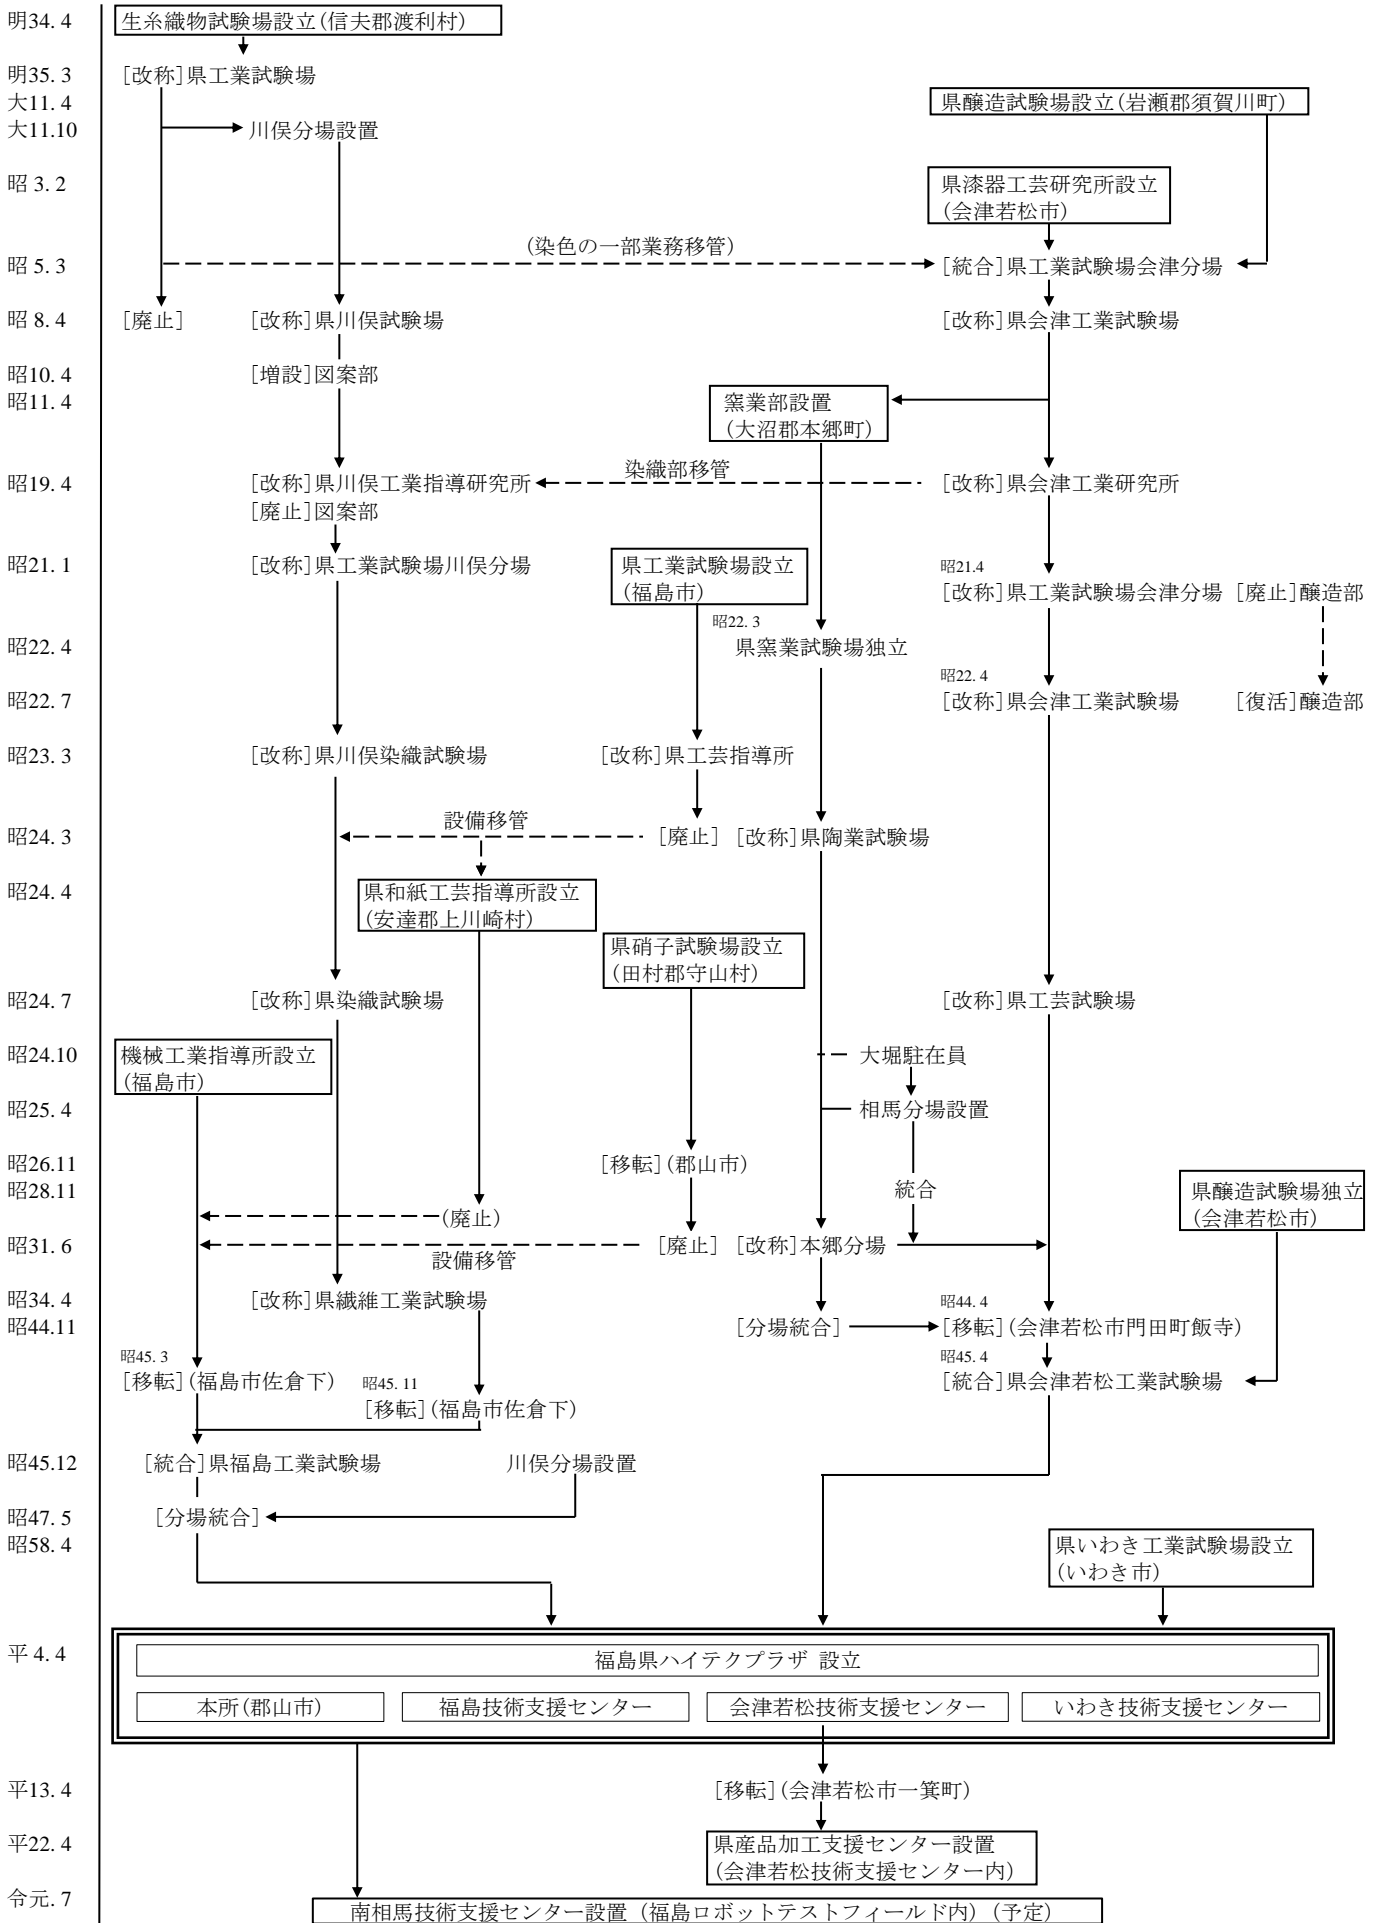 明34. 4
生糸織物試験場設立(信夫郡渡利村)
明35. 3
[改称]県工業試験場
大11. 4
県醸造試験場設立(岩瀬郡須賀川町)
大11.10
川俣分場設置
昭 3. 2
県漆器工芸研究所設立
(会津若松市)
(染色の一部業務移管)
昭 5. 3
[統合]県工業試験場会津分場
昭 8. 4
[廃止]
[改称]県川俣試験場
[改称]県会津工業試験場
昭10. 4
[増設]図案部
昭11. 4
窯業部設置
(大沼郡本郷町)
染織部移管
昭19. 4
[改称]県川俣工業指導研究所
[改称]県会津工業研究所
[廃止]図案部
昭21. 1
[改称]県工業試験場川俣分場
県工業試験場設立
(福島市)
昭21.4
[改称]県工業試験場会津分場
[廃止]醸造部
昭22. 3
昭22. 4
県窯業試験場独立
昭22. 4
昭22. 7
[改称]県会津工業試験場
[復活]醸造部
昭23. 3
[改称]県川俣染織試験場
[改称]県工芸指導所
設備移管
昭24. 3
[廃止]
[改称]県陶業試験場
昭24. 4
県和紙工芸指導所設立
(安達郡上川崎村)
県硝子試験場設立
(田村郡守山村)
昭24. 7
[改称]県染織試験場
[改称]県工芸試験場
昭24.10
機械工業指導所設立
(福島市)
大堀駐在員
昭25. 4
相馬分場設置
昭26.11
[移転](郡山市)
昭28.11
統合
県醸造試験場独立
(会津若松市)
(廃止)
昭31. 6
設備移管
[廃止]
[改称]本郷分場
昭34. 4
[改称]県繊維工業試験場
昭44. 4
昭44.11
[分場統合]
[移転](会津若松市門田町飯寺)
昭45. 3
[移転](福島市佐倉下)
昭45. 11
[移転](福島市佐倉下)
昭45. 4
[統合]県会津若松工業試験場
昭45.12
[統合]県福島工業試験場
川俣分場設置
昭47. 5
[分場統合]
昭58. 4
県いわき工業試験場設立
(いわき市)
平 4. 4
福島県ハイテクプラザ 設立
本所(郡山市)
福島技術支援センター
会津若松技術支援センター
いわき技術支援センター
平13. 4
[移転](会津若松市一箕町)
平22. 4
県産品加工支援センター設置
(会津若松技術支援センター内)
令元. 7
南相馬技術支援センター設置(福島ロボットテストフィールド内)(予定)